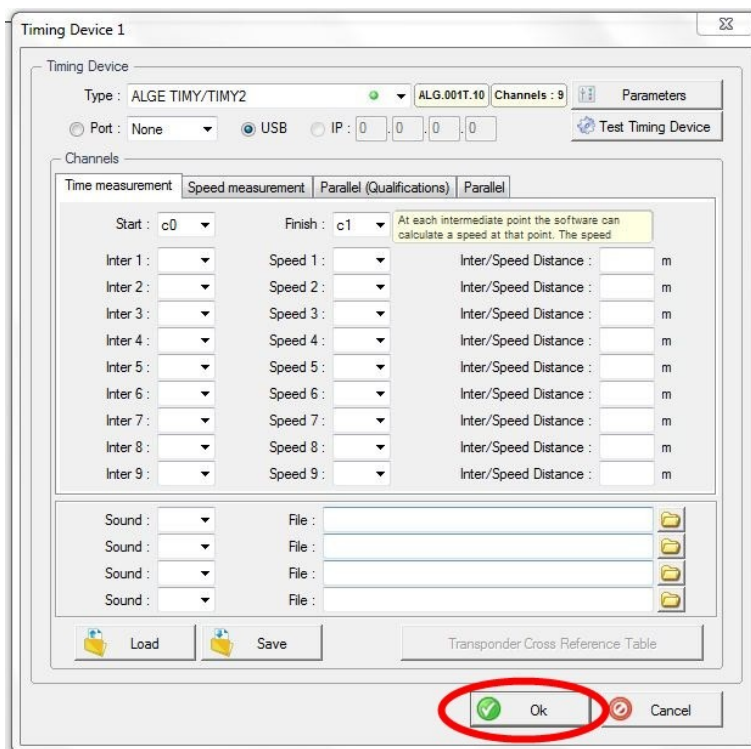 Timing Device 1
Timing Device
Type : ALGE TIMY/TIMY2 ALG.001T.10 Channels : 9 Parameters
Port : None USB IP : 0 . 0 . 0 . 0 Test Timing Device
Channels
Time measurement Speed measurement Parallel (Qualifications) Parallel
Start : c0 Finish : c1 At each intermediate point the software can
calculate a speed at that point. The speed
Inter 1 : Speed 1 : Inter/Speed Distance : m
Inter 2 : Speed 2 : Inter/Speed Distance : m
Inter 3 : Speed 3 : Inter/Speed Distance : m
Inter 4 : Speed 4 : Inter/Speed Distance : m
Inter 5 : Speed 5 : Inter/Speed Distance : m
Inter 6 : Speed 6 : Inter/Speed Distance : m
Inter 7 : Speed 7 : Inter/Speed Distance : m
Inter 8 : Speed 8 : Inter/Speed Distance : m
Inter 9 : Speed 9 : Inter/Speed Distance : m
Sound : File :
Sound : File :
Sound : File :
Sound : File :
Load Save Transponder Cross Reference Table
Ok Cancel